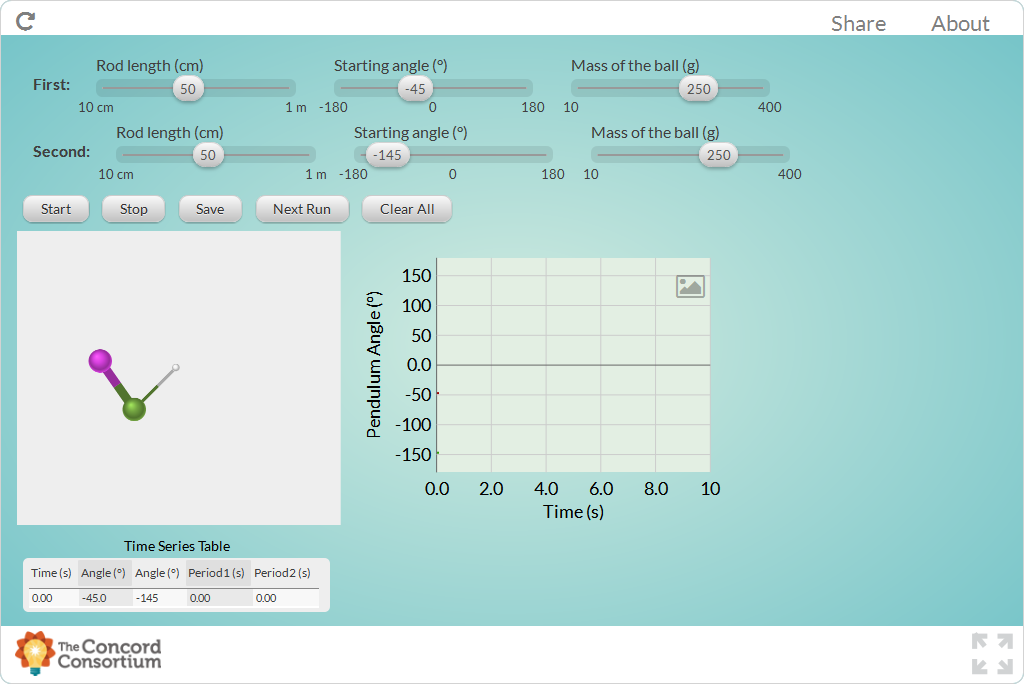 Share About
Rod length (cm) Starting angle (°) Mass of the ball (g)
First: 50 -45 250
10 cm 1 m -180 0 180 10 400
Rod length (cm) Starting angle (°) Mass of the ball (g)
Second: 50 -145 250
10 cm 1 m -180 0 180 10 400
Start Stop Save Next Run Clear All
150
100
50
0.0
-50
-100
-150
Pendulum Angle (°)
0.0 2.0 4.0 6.0 8.0 10
Time (s)
Time Series Table
Time (s) Angle (°) Angle (°) Period1 (s) Period2 (s)
0.00 -45.0 -145 0.00 0.00
The Concord
Consortium